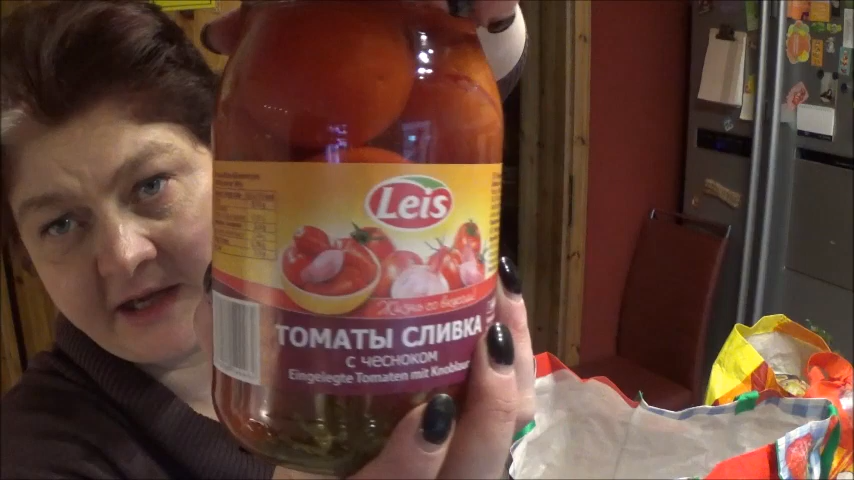 Leis
Жизнь со вкусом!
ТОМАТЫ СЛИВКА
С ЧЕСНОКОМ
Eingelegte Tomaten mit Knoblauch